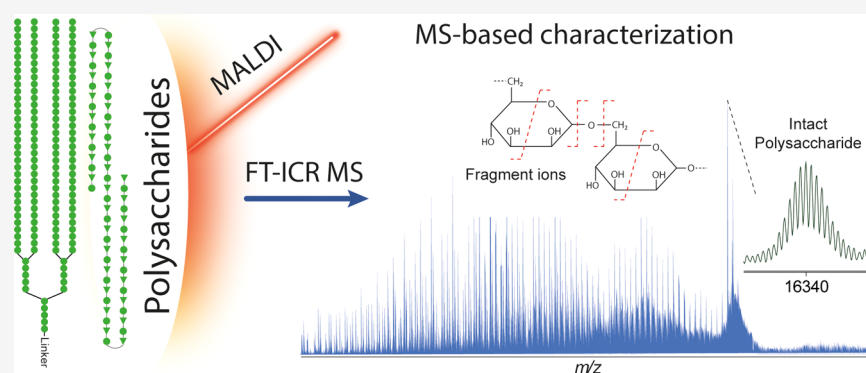 Linker
Polysaccharides
MALDI
FT-ICR MS
MS-based characterization
CH₂
O
OH
OH
HO
O
CH₂
O
OH
OH
HO
O
Fragment ions
Intact
Polysaccharide
16340
m/z